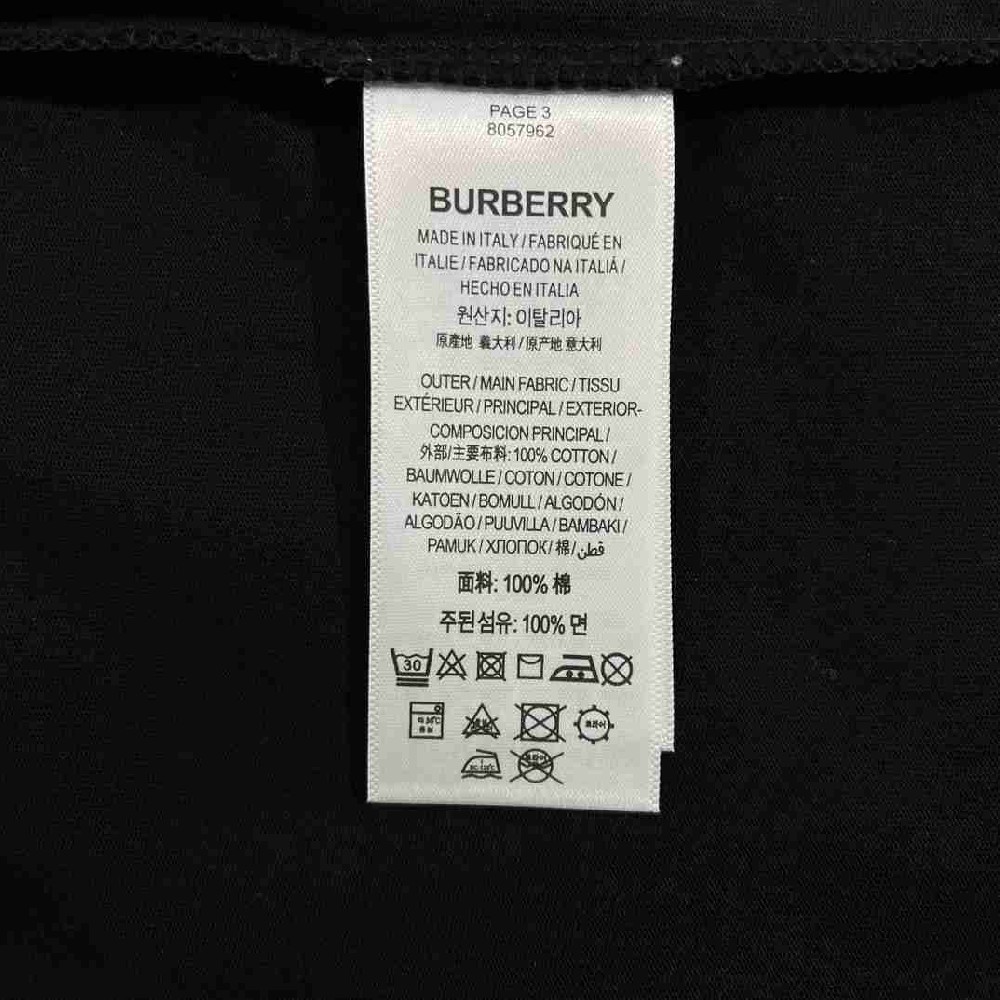 PAGE 3
8057962
BURBERRY
MADE IN ITALY / FABRIQUÉ EN
ITALIE / FABRICADO NA ITALIÁ /
HECHO EN ITALIA
원산지: 이탈리아
原産地 義大利 / 原产地 意大利
OUTER / MAIN FABRIC / TISSU
EXTÉRIEUR / PRINCIPAL / EXTERIOR-
COMPOSICION PRINCIPAL /
外部/主要布料: 100% COTTON /
BAUMWOLLE / COTON / COTONE /
KATOEN / BOMULL / ALGODÓN /
ALGODÃO / PUUVILLA / BAMBAKI /
PAMUK / ХЛОПОК / 棉 / قطن
面料: 100% 棉
주된 섬유: 100% 면
30